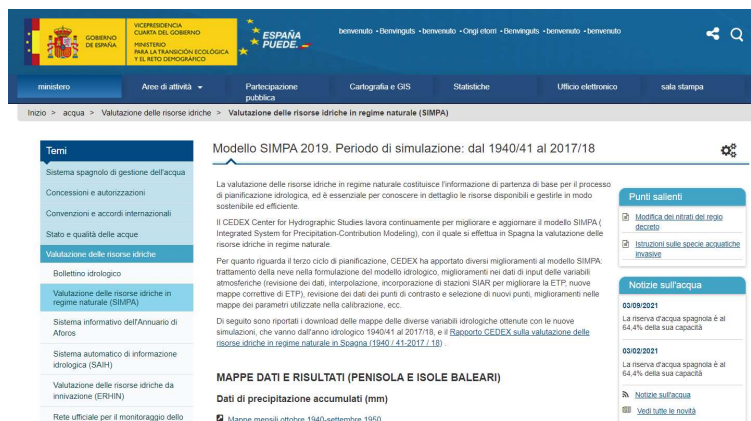 GOBIERNO
DE ESPAÑA
VICEPRESIDENCIA
CUARTA DEL GOBIERNO
MINISTERIO
PARA LA TRANSICIÓN ECOLÓGICA
Y EL RETO DEMOGRÁFICO
ESPAÑA
PUEDE.
benvenuto - Benvinguts - benvenuto - Ongi etorri - Benvinguts - benvenuto - benvenuto
ministero
Aree di attività
Partecipazione
pubblica
Cartografia e GIS
Statistiche
Ufficio elettronico
sala stampa
Inizio > acqua > Valutazione delle risorse idriche > Valutazione delle risorse idriche in regime naturale (SIMPA)
Temi
Sistema spagnolo di gestione dell'acqua
Concessioni e autorizzazioni
Convenzioni e accordi internazionali
Stato e qualità delle acque
Valutazione delle risorse idriche
Bollettino idrologico
Valutazione delle risorse idriche in
regime naturale (SIMPA)
Sistema informativo dell'Annuario di
Aforos
Sistema automatico di informazione
idrologica (SAIH)
Valutazione delle risorse idriche da
innivazione (ERHIN)
Rete ufficiale per il monitoraggio dello
Modello SIMPA 2019. Periodo di simulazione: dal 1940/41 al 2017/18
La valutazione delle risorse idriche in regime naturale costituisce l'informazione di partenza di base per il processo
di pianificazione idrologica, ed è essenziale per conoscere in dettaglio le risorse disponibili e gestirle in modo
sostenibile ed efficiente.
Il CEDEX Center for Hydrographic Studies lavora continuamente per migliorare e aggiornare il modello SIMPA (
Integrated System for Precipitation-Contribution Modeling), con il quale si effettua in Spagna la valutazione delle
risorse idriche in regime naturale.
Per quanto riguarda il terzo ciclo di pianificazione, CEDEX ha apportato diversi miglioramenti al modello SIMPA:
trattamento della neve nella formulazione del modello idrologico, miglioramenti nei dati di input delle variabili
atmosferiche (revisione dei dati, interpolazione, incorporazione di stazioni SIAR per migliorare la ETP, nuove
mappe correttive di ETP), revisione dei dati dei punti di contrasto e selezione di nuovi punti, miglioramenti nelle
mappe dei parametri utilizzate nella calibrazione, ecc.
Di seguito sono riportati i download delle mappe delle diverse variabili idrologiche ottenute con le nuove
simulazioni, che vanno dall'anno idrologico 1940/41 al 2017/18, e il Rapporto CEDEX sulla valutazione delle
risorse idriche in regime naturale in Spagna (1940 / 41-2017 / 18) .
MAPPE DATI E RISULTATI (PENISOLA E ISOLE BALEARI)
Dati di precipitazione accumulati (mm)
Mappe mensili ottobre 1940-settembre 1950
Punti salienti
Modifica dei nitrati del regio
decreto
Istruzioni sulle specie acquatiche
invasive
Notizie sull'acqua
03/09/2021
La riserva d'acqua spagnola è al
64,4% della sua capacità
03/02/2021
La riserva d'acqua spagnola è al
64,4% della sua capacità
Notizie sull'acqua
Vedi tutte le novità